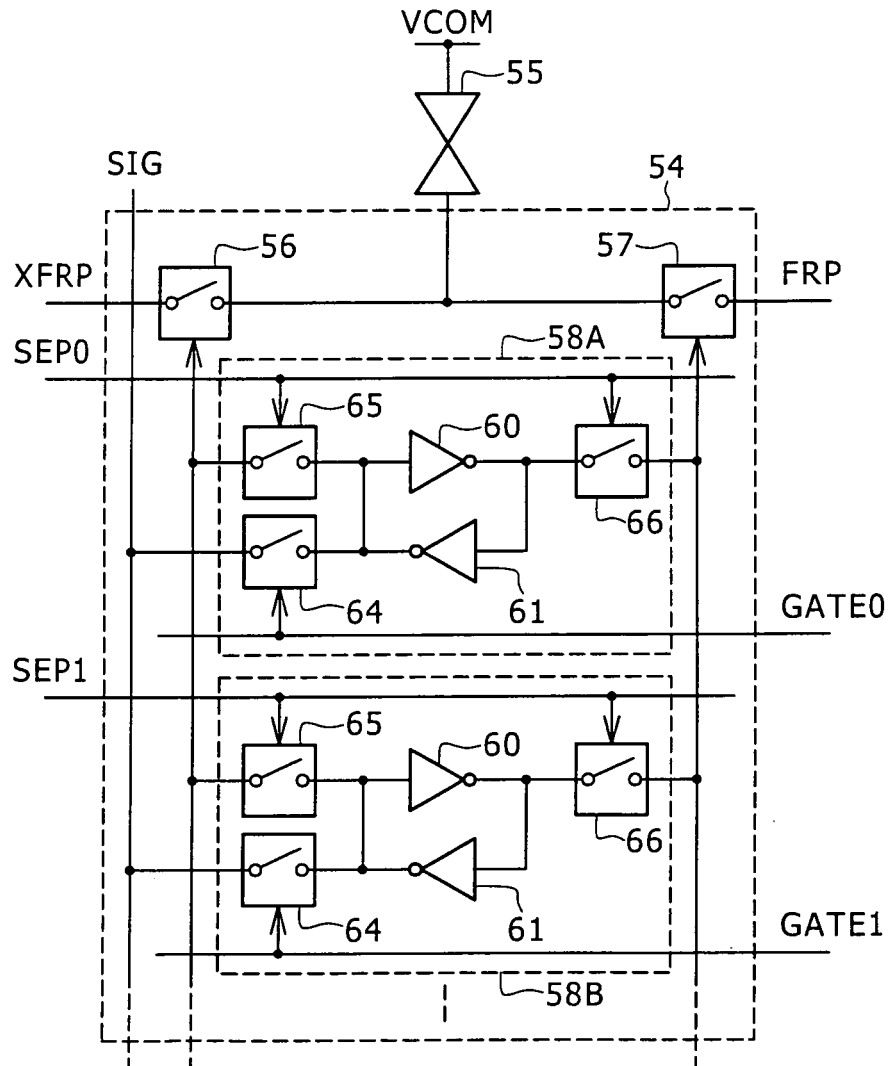 VCOM
55
SIG
54
56
57
XFRP
FRP
SEP0
58A
65
60
66
64
61
GATE0
SEP1
65
60
66
64
61
GATE1
58B